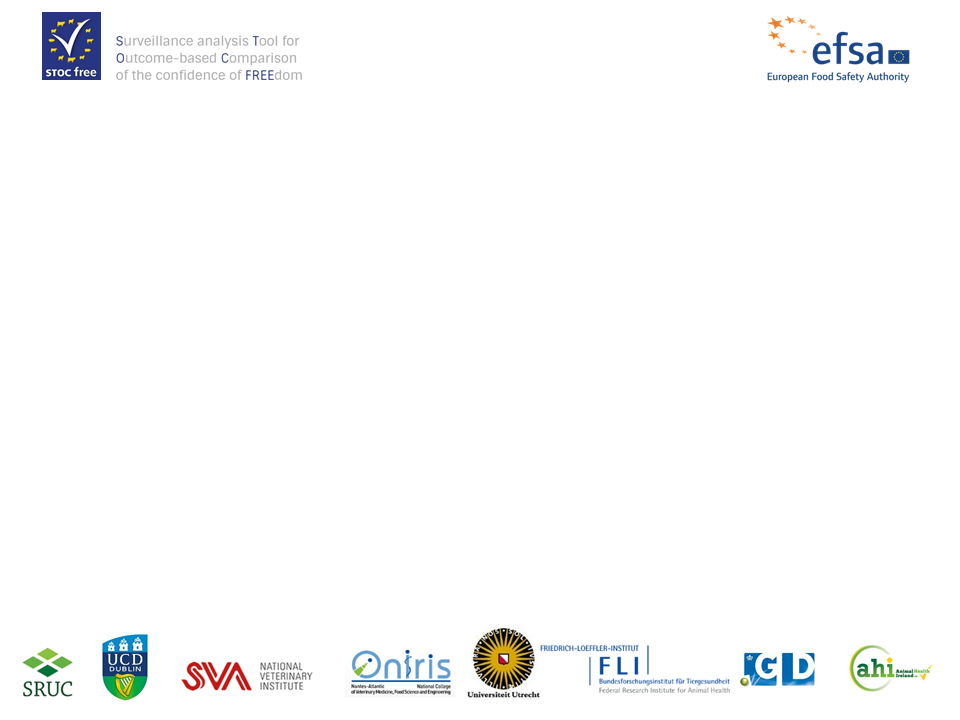 STOC free
Surveillance analysis Tool for
Outcome-based Comparison
of the confidence of FREEdom
efsa
European Food Safety Authority
SRUC
UCD
DUBLIN
SVA
NATIONAL
VETERINARY
INSTITUTE
Oniris
Nantes-Atlantic National College
of Veterinary Medicine, Food Science and Engineering
Universiteit Utrecht
FRIEDRICH-LOEFFLER-INSTITUT
FLI
Bundesforschungsinstitut für Tiergesundheit
Federal Research Institute for Animal Health
GD
ahi
Animal Health
Ireland